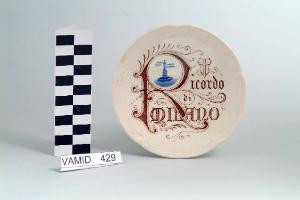 Ricordo
di
MILANO
VAMID 429